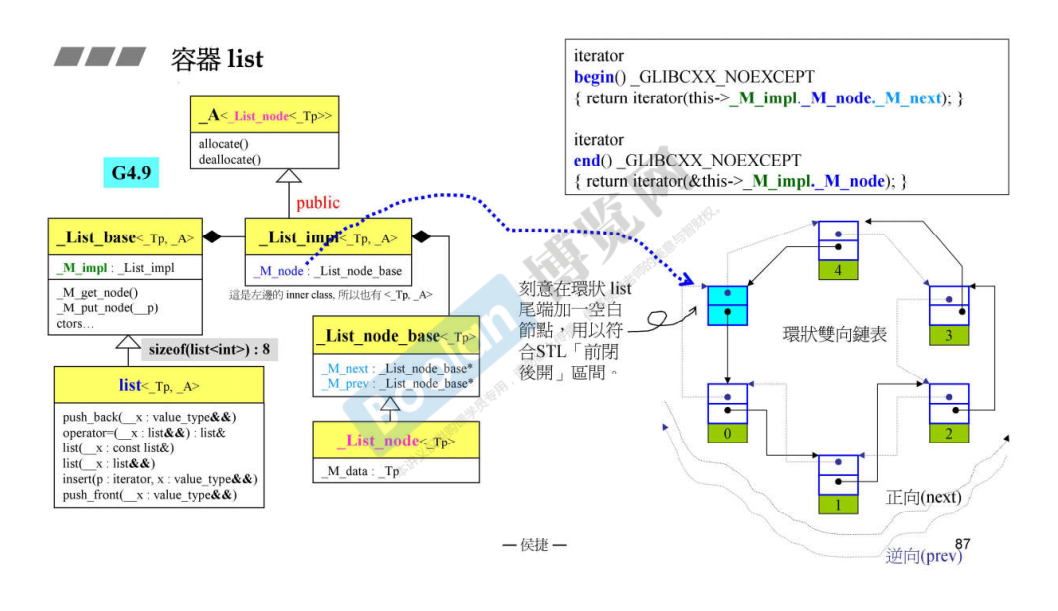 容器 list
iterator
begin() _GLIBCXX_NOEXCEPT
{ return iterator(this->_M_impl._M_node._M_next); }
iterator
end() _GLIBCXX_NOEXCEPT
{ return iterator(&this->_M_impl._M_node); }
_A<_List_node<_Tp>>
allocate()
deallocate()
G4.9
public
_List_base<_Tp, _A>
_M_impl : _List_impl
_M_get_node()
_M_put_node(__p)
ctors…
_List_impl<_Tp, _A>
_M_node : _List_node_base
這是左邊的 inner class, 所以也有 <_Tp, _A>
sizeof(list<int>) : 8
list<_Tp, _A>
push_back(__x : value_type&&)
operator=(__x : list&&) : list&
list(__x : const list&)
list(__x : list&&)
insert(p : iterator, x : value_type&&)
push_front(__x : value_type&&)
_List_node_base<_Tp>
_M_next : _List_node_base*
_M_prev : _List_node_base*
_List_node<_Tp>
_M_data : _Tp
刻意在環狀 list
尾端加一空白
節點，用以符
合STL「前閉
後開」區間。
4
3
環狀雙向鏈表
0
2
1
正向(next)
逆向(prev)
— 侯捷 —
87
Boolan
博览网